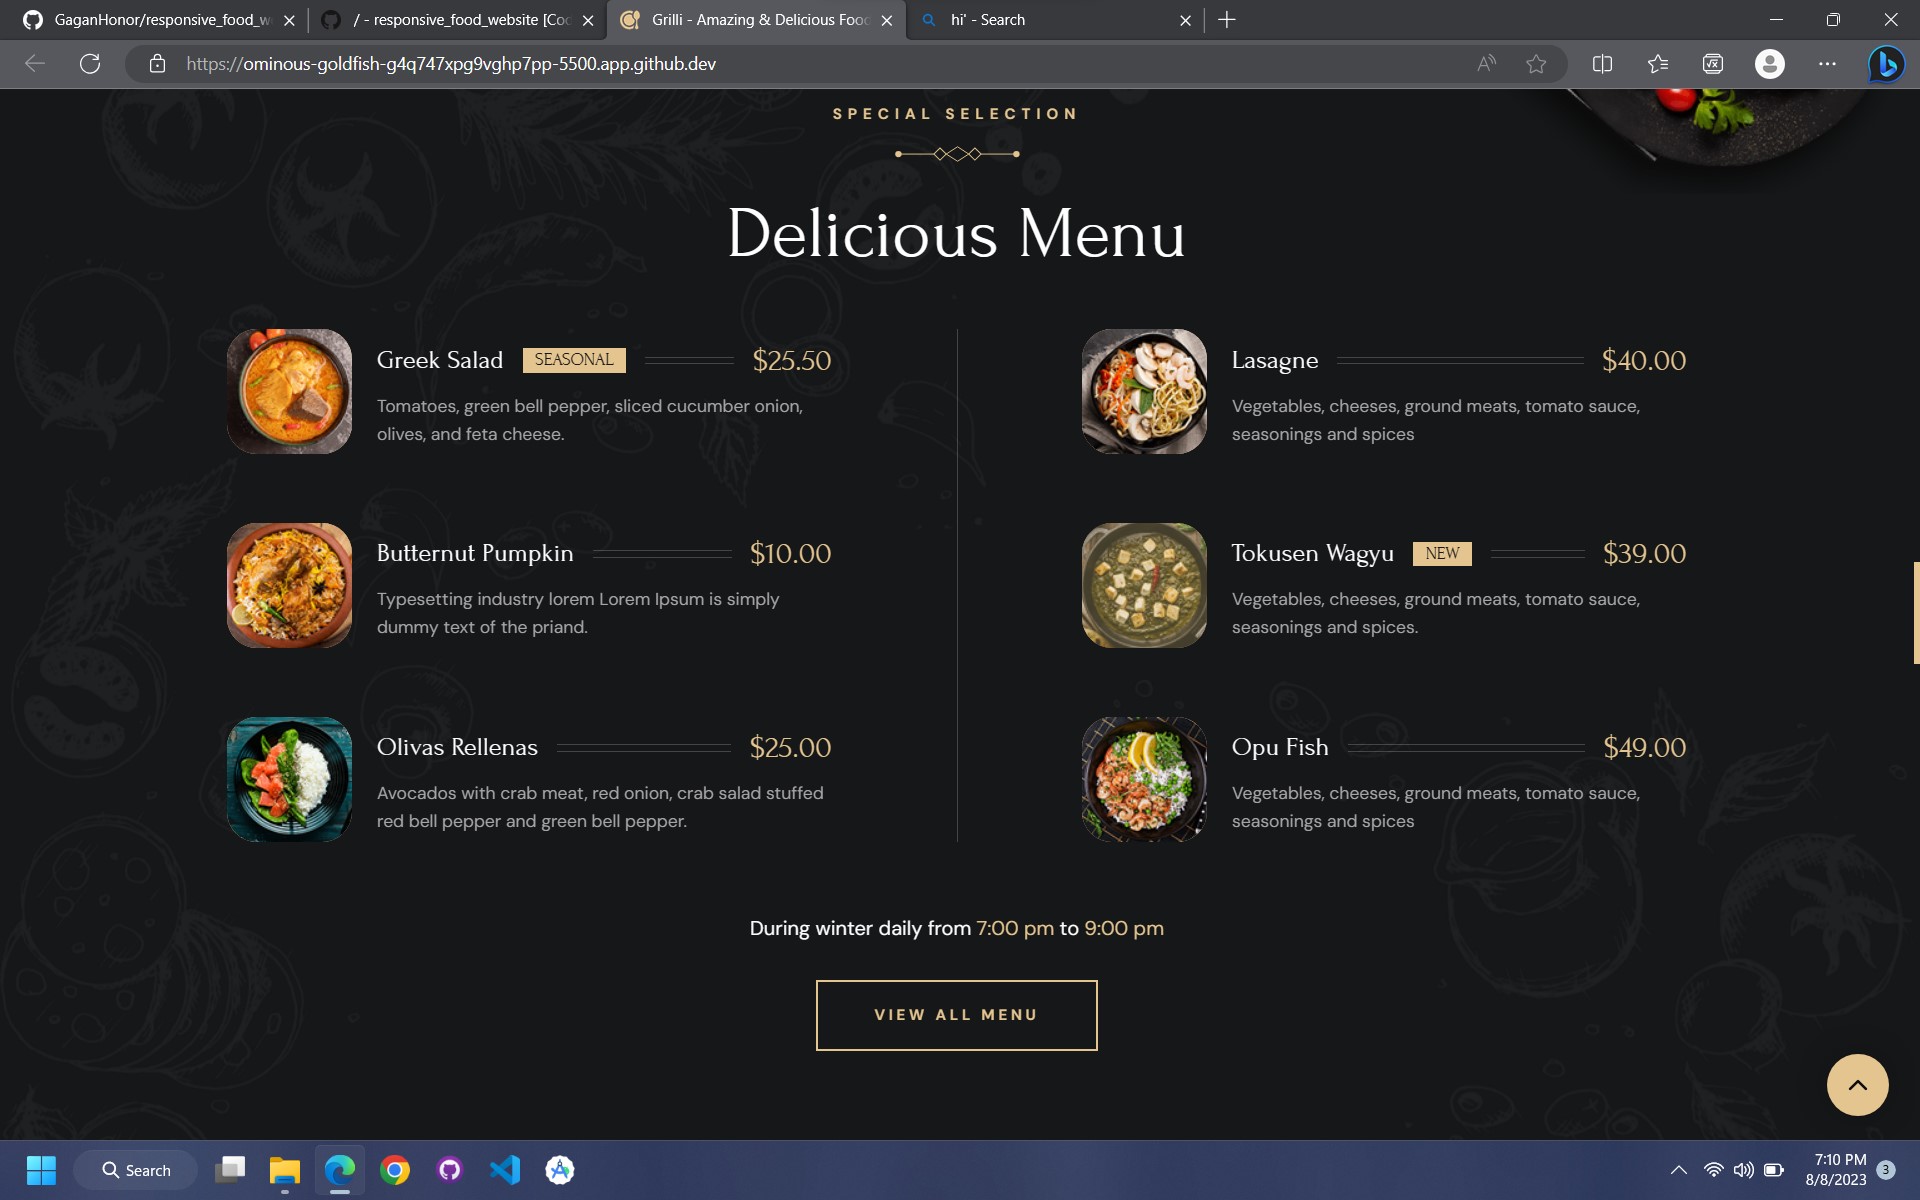 GaganHonor/responsive_food_w
/ - responsive_food_website [Co
Grilli - Amazing & Delicious Food
hi' - Search
https://ominous-goldfish-g4q747xpg9vghp7pp-5500.app.github.dev
SPECIAL SELECTION
Delicious Menu
Greek Salad SEASONAL $25.50
Tomatoes, green bell pepper, sliced cucumber onion,
olives, and feta cheese.
Butternut Pumpkin $10.00
Typesetting industry lorem Lorem Ipsum is simply
dummy text of the priand.
Olivas Rellenas $25.00
Avocados with crab meat, red onion, crab salad stuffed
red bell pepper and green bell pepper.
Lasagne $40.00
Vegetables, cheeses, ground meats, tomato sauce,
seasonings and spices
Tokusen Wagyu NEW $39.00
Vegetables, cheeses, ground meats, tomato sauce,
seasonings and spices.
Opu Fish $49.00
Vegetables, cheeses, ground meats, tomato sauce,
seasonings and spices
During winter daily from 7:00 pm to 9:00 pm
VIEW ALL MENU
Search
7:10 PM
8/8/2023
3